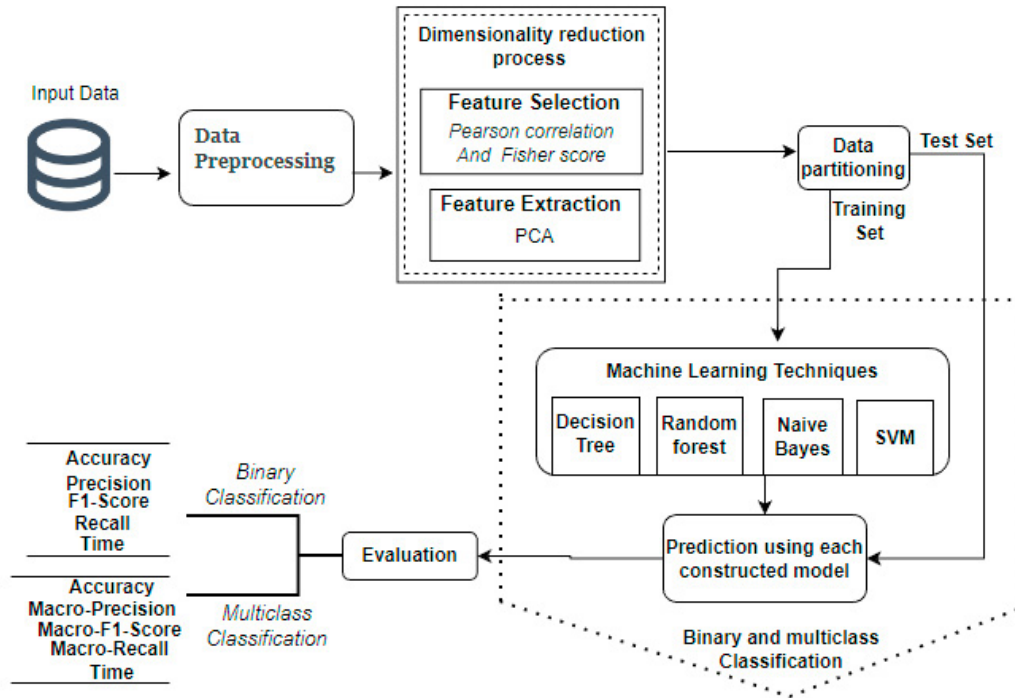 Input Data
Data
Preprocessing
Dimensionality reduction
process
Feature Selection
Pearson correlation
And Fisher score
Feature Extraction
PCA
Data
partitioning
Test Set
Training
Set
Machine Learning Techniques
Decision
Tree
Random
forest
Naive
Bayes
SVM
Prediction using each
constructed model
Binary and multiclass
Classification
Evaluation
Binary
Classification
Multiclass
Classification
Accuracy
Precision
F1-Score
Recall
Time
Accuracy
Macro-Precision
Macro-F1-Score
Macro-Recall
Time